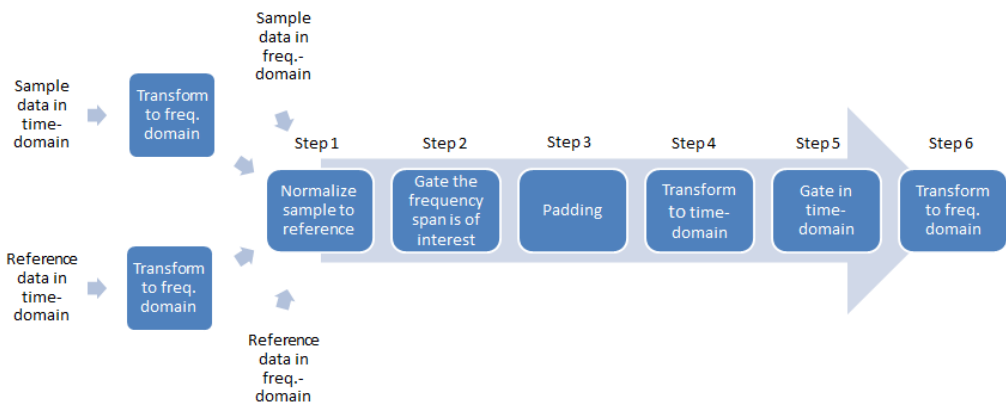 Sample
data in
freq.-
domain
Sample
data in
time-
domain
Transform
to freq.
domain
Reference
data in
time-
domain
Transform
to freq.
domain
Reference
data in
freq.-
domain
Step 1
Normalize
sample to
reference
Step 2
Gate the
frequency
span is of
interest
Step 3
Padding
Step 4
Transform
to time-
domain
Step 5
Gate in
time-
domain
Step 6
Transform
to freq.
domain